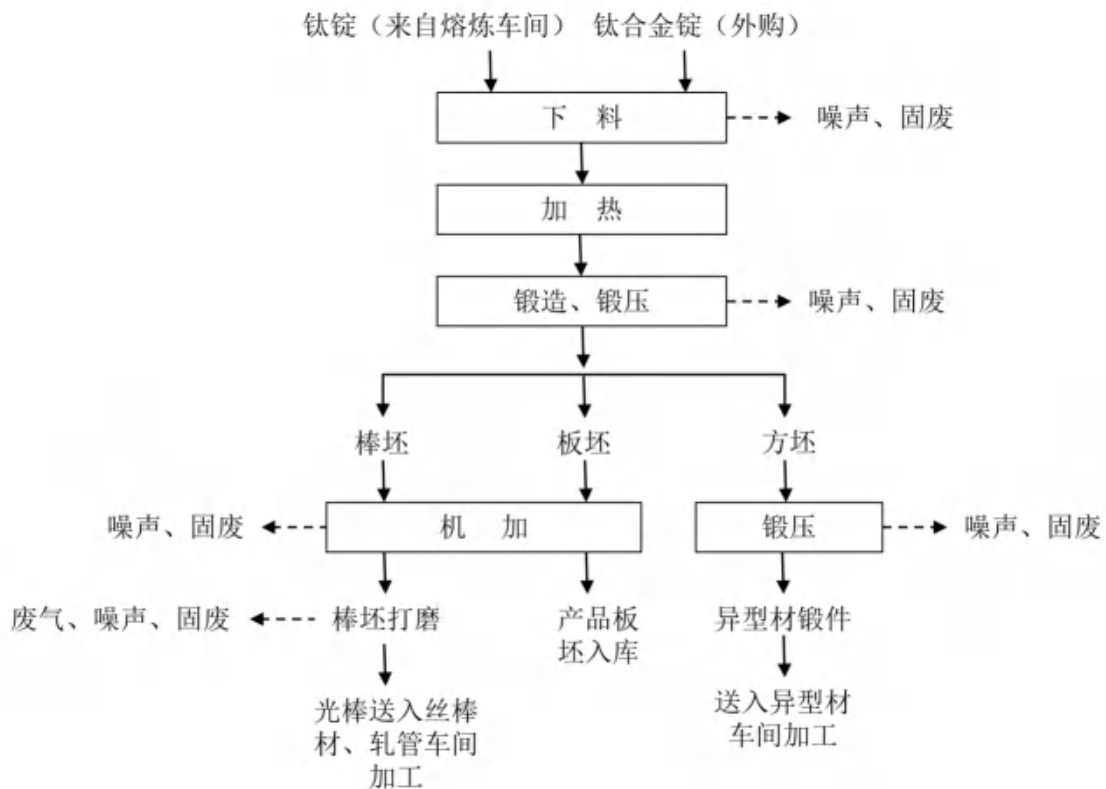 钛锭（来自熔炼车间） 钛合金锭（外购）
下 料
噪声、固废
加 热
锻造、锻压
噪声、固废
棒坯
板坯
方坯
噪声、固废
机 加
锻压
噪声、固废
废气、噪声、固废
棒坯打磨
产品板
坯入库
异型材锻件
光棒送入丝棒
材、轧管车间
加工
送入异型材
车间加工